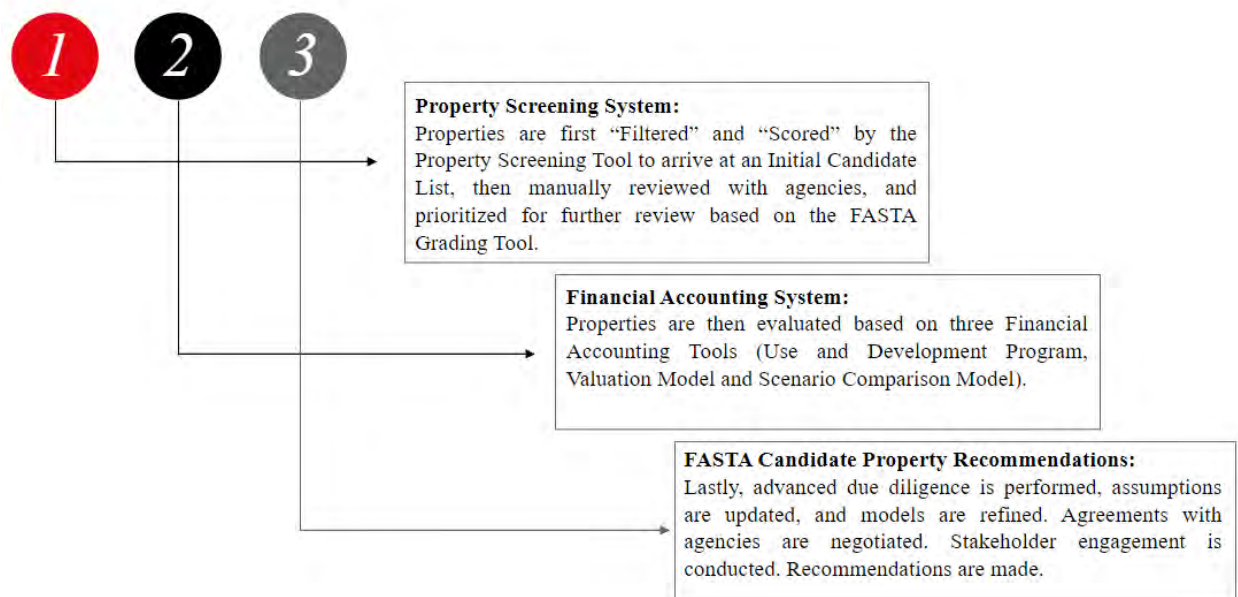 1 2 3
Property Screening System:
Properties are first “Filtered” and “Scored” by the
Property Screening Tool to arrive at an Initial Candidate
List, then manually reviewed with agencies, and
prioritized for further review based on the FASTA
Grading Tool.
Financial Accounting System:
Properties are then evaluated based on three Financial
Accounting Tools (Use and Development Program,
Valuation Model and Scenario Comparison Model).
FASTA Candidate Property Recommendations:
Lastly, advanced due diligence is performed, assumptions
are updated, and models are refined. Agreements with
agencies are negotiated. Stakeholder engagement is
conducted. Recommendations are made.